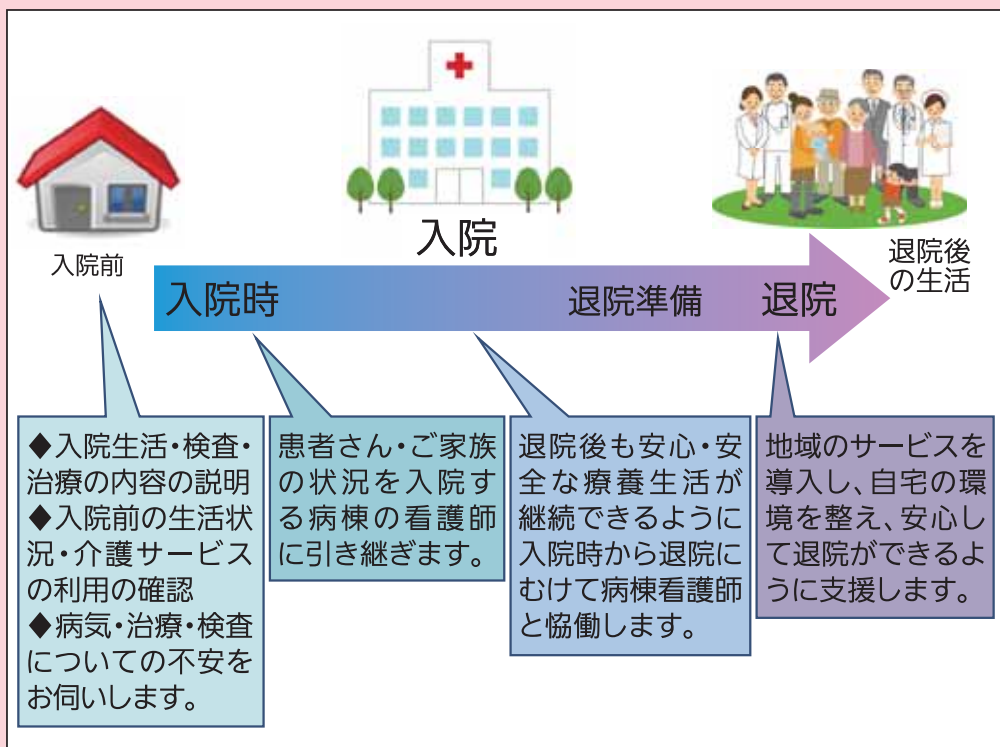 入院
入院前
入院時
退院準備
退院
退院後
の生活
◆入院生活・検査・
治療の内容の説明
◆入院前の生活状
況・介護サービス
の利用の確認
◆病気・治療・検査
についての不安を
お伺いします。
患者さん・ご家族
の状況を入院す
る病棟の看護師
に引き継ぎます。
退院後も安心・安
全な療養生活が
継続できるように
入院時から退院に
むけて病棟看護師
と恊働します。
地域のサービスを
導入し、自宅の環
境を整え、安心し
て退院ができるよ
うに支援します。